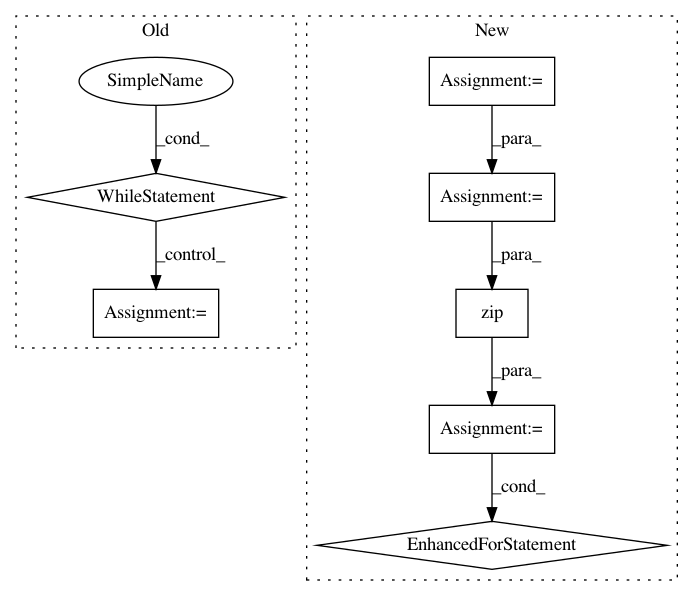 Old
SimpleName
_cond_
WhileStatement
_control_
Assignment:=
New
Assignment:=
_para_
Assignment:=
_para_
zip
_para_
Assignment:=
_cond_
EnhancedForStatement